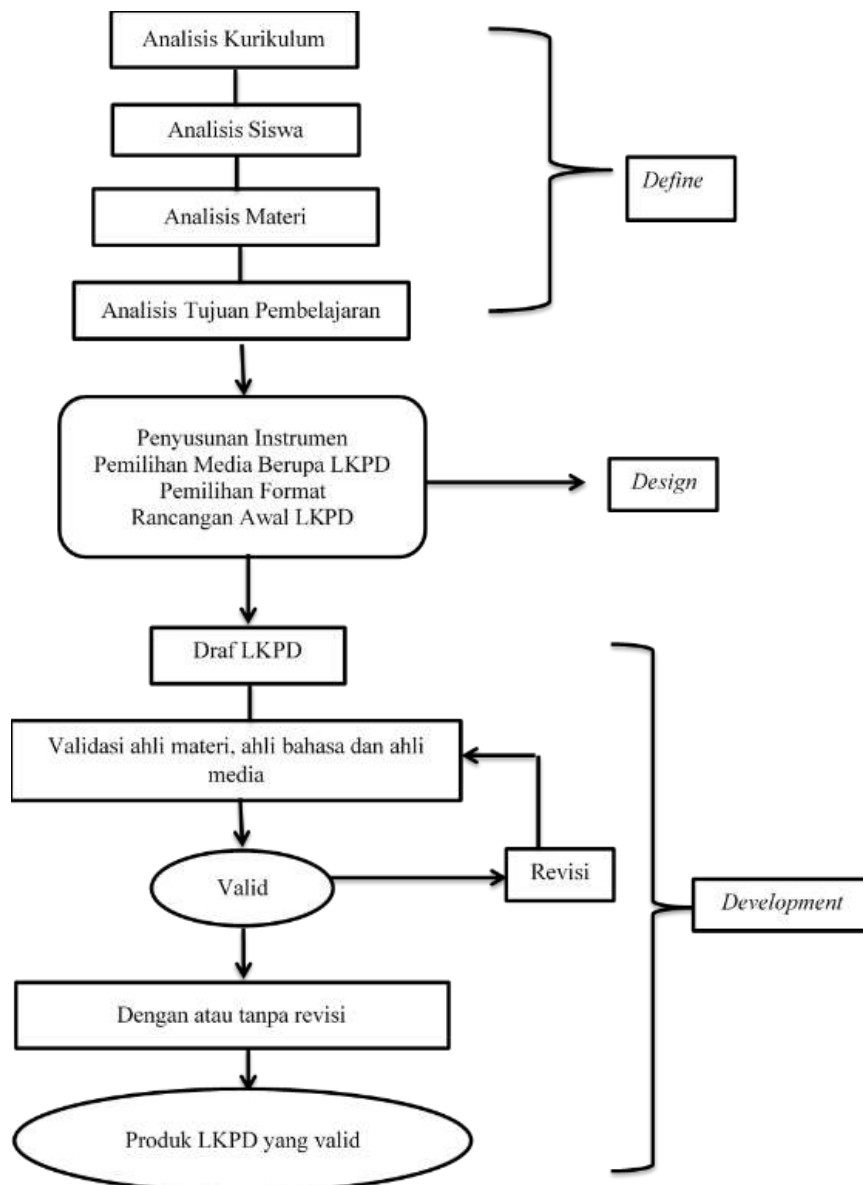 Analisis Kurikulum
Analisis Siswa
Define
Analisis Materi
Analisis Tujuan Pembelajaran
Penyusunan Instrumen
Pemilihan Media Berupa LKPD
Pemilihan Format
Rancangan Awal LKPD
Design
Draf LKPD
Validasi ahli materi, ahli bahasa dan ahli
media
Valid
Revisi
Development
Dengan atau tanpa revisi
Produk LKPD yang valid